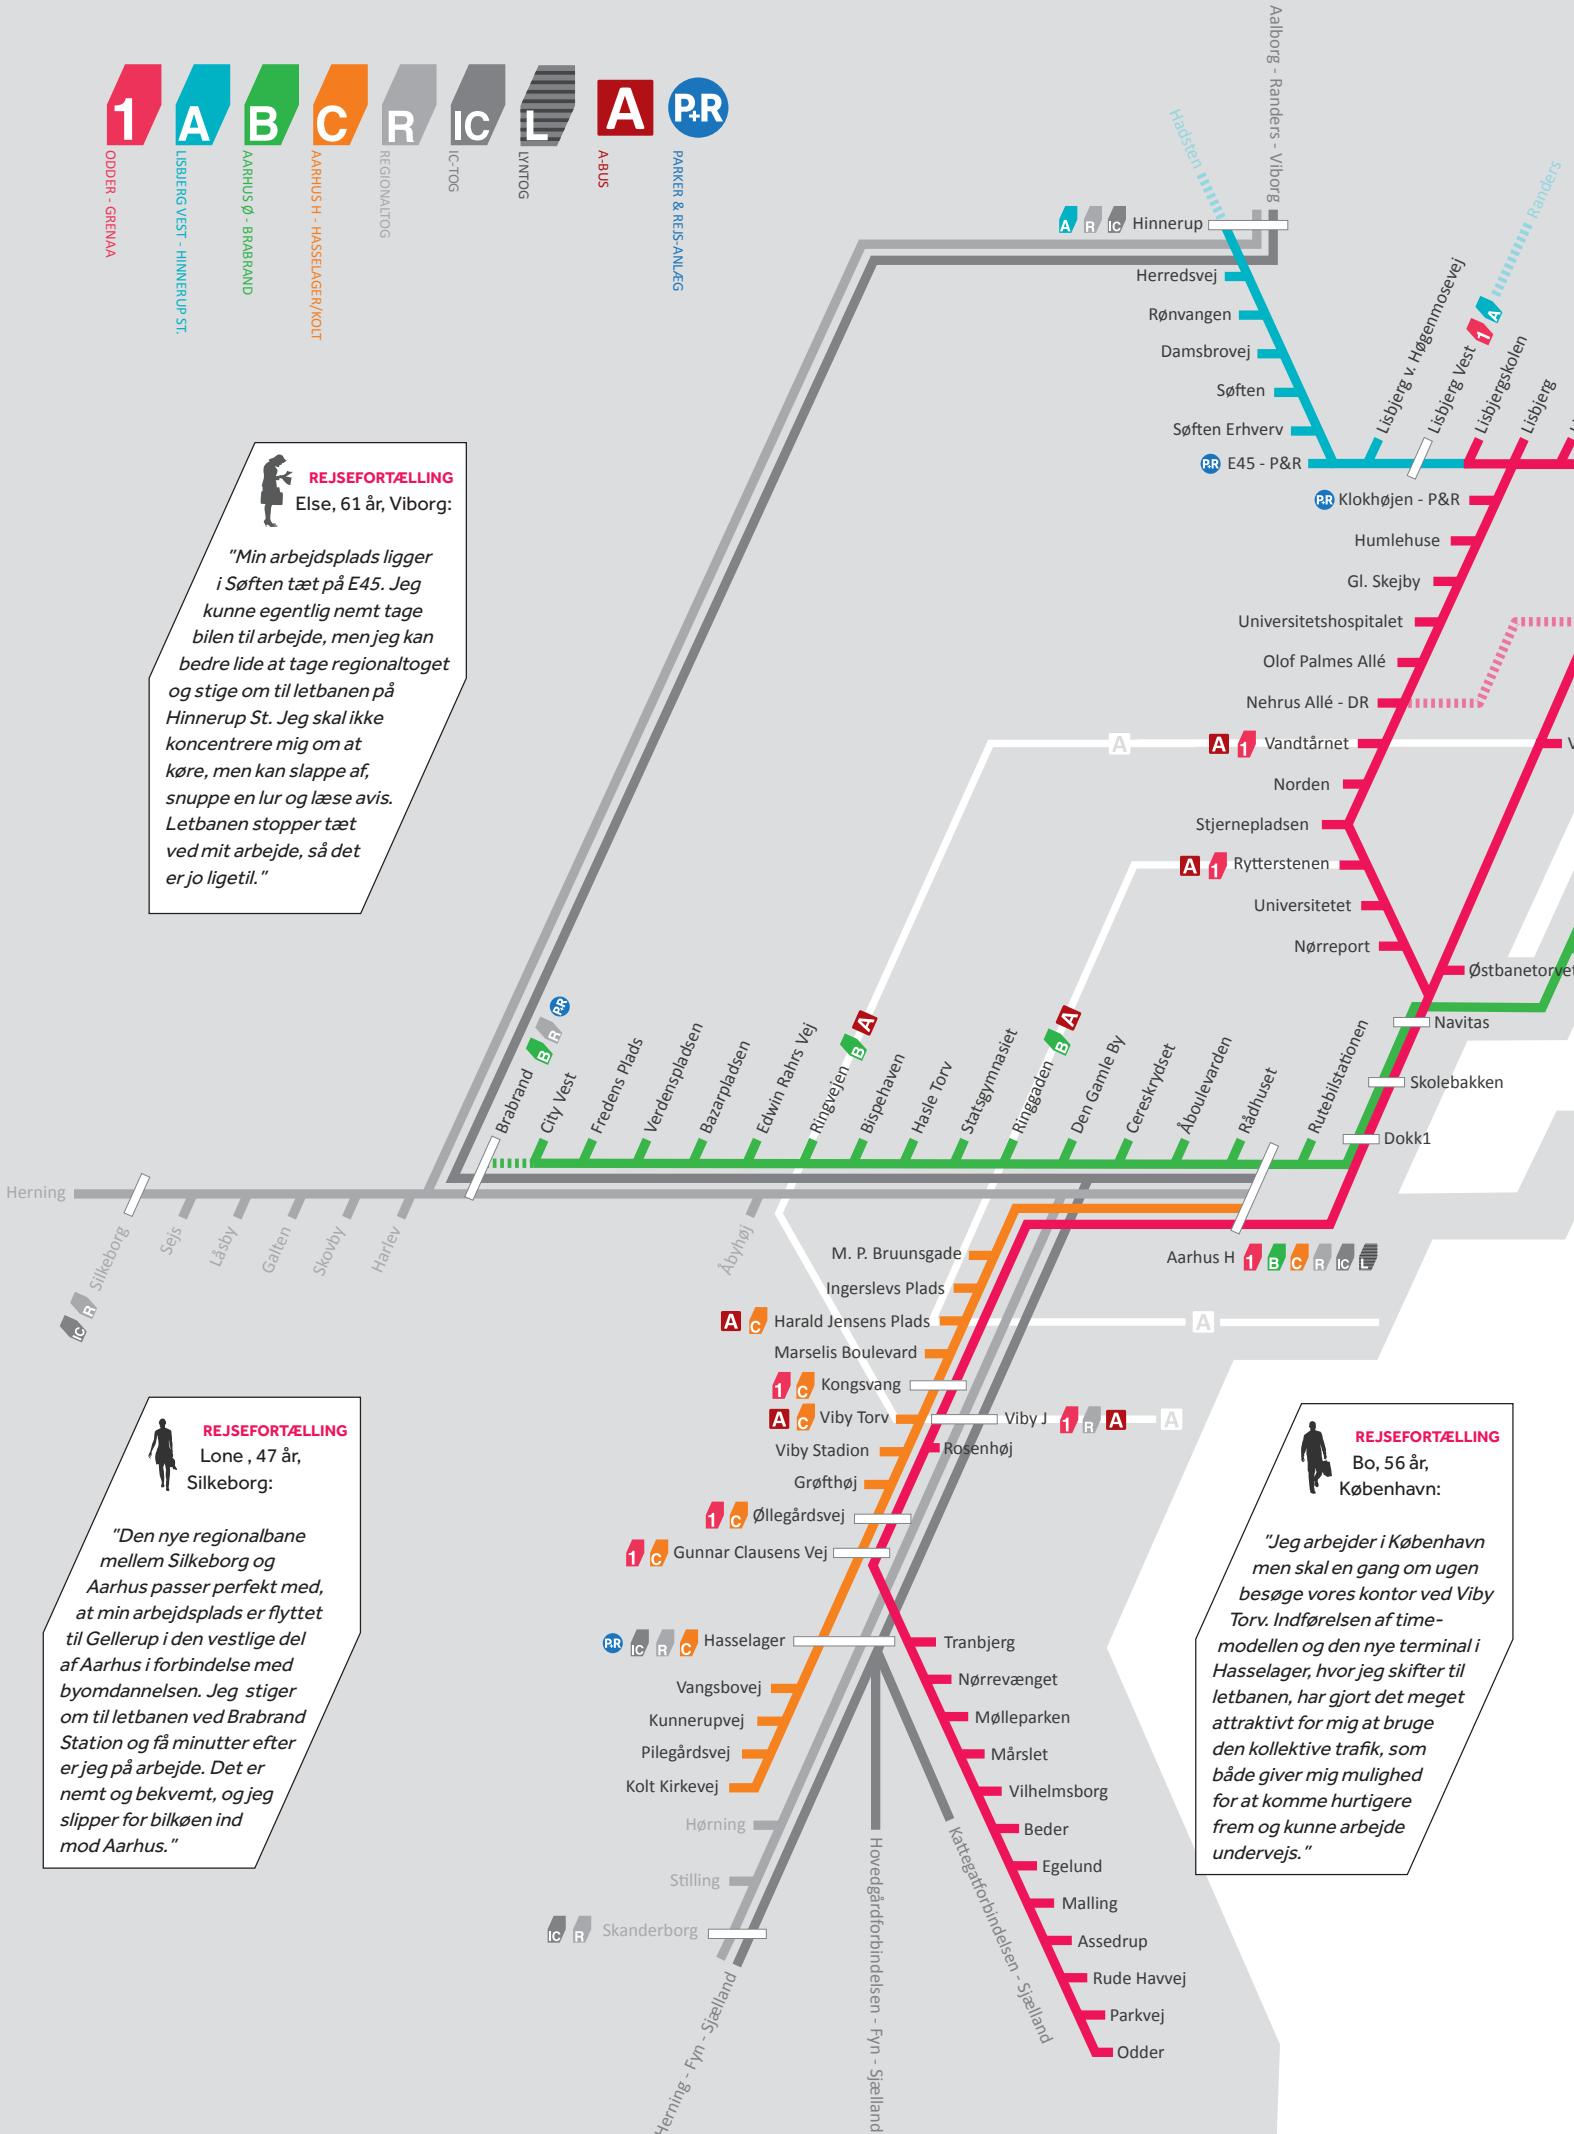 1
A
B
C
R
IC
L
A
P+R
ODDER - GRENAA
LISBJERG VEST - HINNERUP ST.
AARHUS Ø - BRABRAND
AARHUS H - HASSELAGER/KOLT
REGIONALTOG
IC-TOG
LYNTOG
A-BUS
PARKER & REJS-ANLÆG
Aalborg - Randers - Viborg
Hadsten
Randers
A R IC Hinnerup
Herredsvej
Rønvangen
Damsbrovej
Søften
Søften Erhverv
P+R E45 - P&R
Lisbjerg v. Høgenmosevej
Lisbjerg Vest 1 A
Lisbjergskolen
Lisbjerg
P+R Klokhøjen - P&R
Humlehuse
Gl. Skejby
Universitetshospitalet
Olof Palmes Allé
Nehrus Allé - DR
A
A 1 Vandtårnet
V
Norden
Stjernepladsen
A 1 Rytterstenen
Universitetet
Nørreport
Østbanetorvet
Navitas
Skolebakken
Dokk1
REJSEFORTÆLLING
Else, 61 år, Viborg:
"Min arbejdsplads ligger
i Søften tæt på E45. Jeg
kunne egentlig nemt tage
bilen til arbejde, men jeg kan
bedre lide at tage regionaltoget
og stige om til letbanen på
Hinnerup St. Jeg skal ikke
koncentrere mig om at
køre, men kan slappe af,
snuppe en lur og læse avis.
Letbanen stopper tæt
ved mit arbejde, så det
er jo ligetil."
Brabrand B R P+R
City Vest
Fredens Plads
Verdenspladsen
Bazarpladsen
Edwin Rahrs Vej
Ringvejen B A
Bispehaven
Hasle Torv
Statsgymnasiet
Ringgaden B A
Den Gamle By
Cereskrydset
Åboulevarden
Rådhuset
Rutebilstationen
Herning
IC R Silkeborg
Sejs
Låsby
Galten
Skovby
Harlev
Åbyhøj
Aarhus H 1 B C R IC L
M. P. Bruunsgade
Ingerslevs Plads
A C Harald Jensens Plads
A
Marselis Boulevard
1 C Kongsvang
A C Viby Torv
Viby J 1 R A A
Viby Stadion
Rosenhøj
Grøfthøj
1 C Øllegårdsvej
1 C Gunnar Clausens Vej
P+R IC R C Hasselager
Vangsbovej
Kunnerupvej
Pilegårdsvej
Kolt Kirkevej
Hørning
Stilling
IC R Skanderborg
Herning - Fyn - Sjælland
Hovedgårdforbindelsen - Fyn - Sjælland
Kattegatforbindelsen - Sjælland
Tranbjerg
Nørrevænget
Mølleparken
Mårslet
Vilhelmsborg
Beder
Egelund
Malling
Assedrup
Rude Havvej
Parkvej
Odder
REJSEFORTÆLLING
Lone , 47 år,
Silkeborg:
"Den nye regionalbane
mellem Silkeborg og
Aarhus passer perfekt med,
at min arbejdsplads er flyttet
til Gellerup i den vestlige del
af Aarhus i forbindelse med
byomdannelsen. Jeg stiger
om til letbanen ved Brabrand
Station og få minutter efter
er jeg på arbejde. Det er
nemt og bekvemt, og jeg
slipper for bilkøen ind
mod Aarhus."
REJSEFORTÆLLING
Bo, 56 år,
København:
"Jeg arbejder i København
men skal en gang om ugen
besøge vores kontor ved Viby
Torv. Indførelsen af time-
modellen og den nye terminal i
Hasselager, hvor jeg skifter til
letbanen, har gjort det meget
attraktivt for mig at bruge
den kollektive trafik, som
både giver mig mulighed
for at komme hurtigere
frem og kunne arbejde
undervejs."